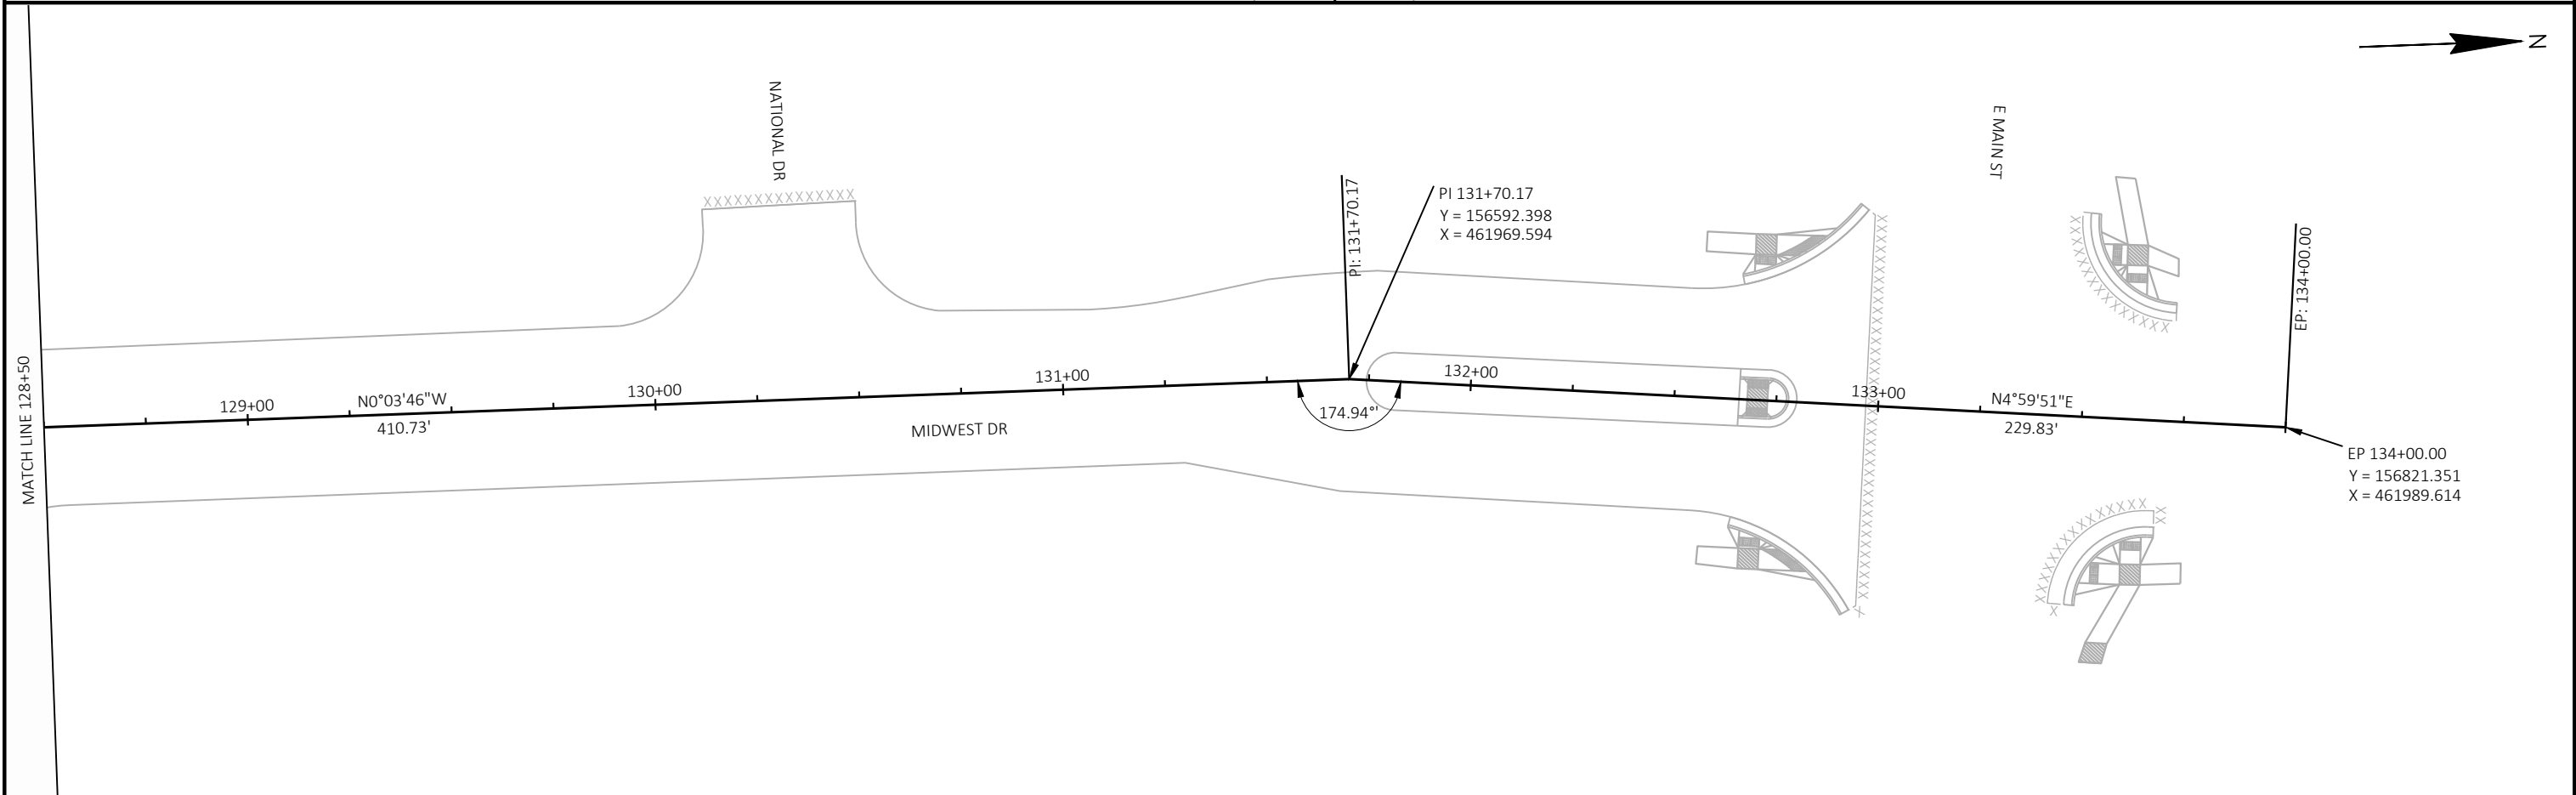 N
NATIONAL DR
E MAIN ST
XXXXXXXXXXXXXXX
PI: 131+70.17
PI 131+70.17
Y = 156592.398
X = 461969.594
EP: 134+00.00
MATCH LINE 128+50
129+00
N0°03'46"W
410.73'
130+00
131+00
MIDWEST DR
174.94°'
132+00
133+00
N4°59'51"E
229.83'
EP 134+00.00
Y = 156821.351
X = 461989.614